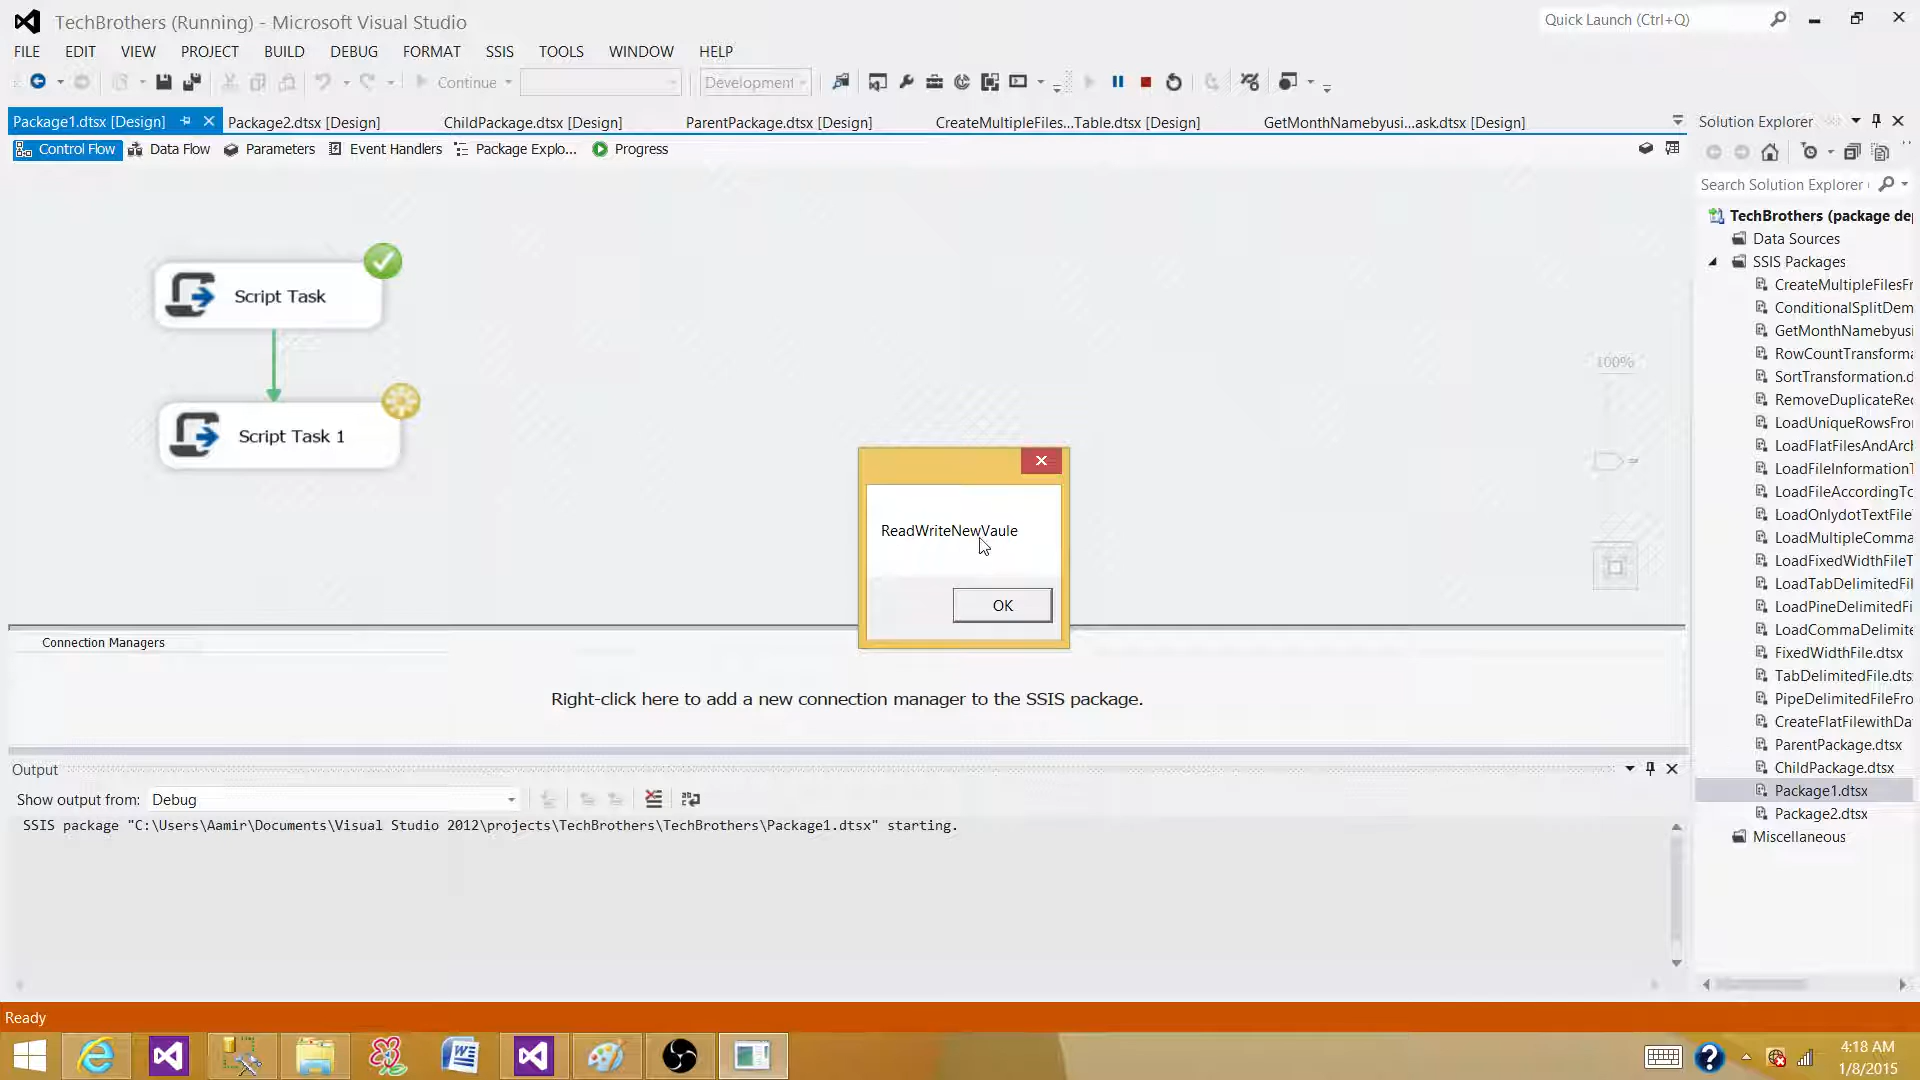 TechBrothers (Running) - Microsoft Visual Studio
Quick Launch (Ctrl+Q)
FILE EDIT VIEW PROJECT BUILD DEBUG FORMAT SSIS TOOLS WINDOW HELP
Continue
Development
Package1.dtsx [Design]
Package2.dtsx [Design]
ChildPackage.dtsx [Design]
ParentPackage.dtsx [Design]
CreateMultipleFiles...Table.dtsx [Design]
GetMonthNamebyusi...ask.dtsx [Design]
Control Flow
Data Flow
Parameters
Event Handlers
Package Explo...
Progress
Script Task
Script Task 1
100%
ReadWriteNewVaule
OK
Connection Managers
Right-click here to add a new connection manager to the SSIS package.
Output
Show output from: Debug
SSIS package "C:\Users\Aamir\Documents\Visual Studio 2012\projects\TechBrothers\TechBrothers\Package1.dtsx" starting.
Solution Explorer
Search Solution Explorer (
TechBrothers (package de
Data Sources
SSIS Packages
CreateMultipleFilesFr
ConditionalSplitDem
GetMonthNamebyusi
RowCountTransforma
SortTransformation.d
RemoveDuplicateRec
LoadUniqueRowsFro
LoadFlatFilesAndArc
LoadFileInformationT
LoadFileAccordingTo
LoadOnlydotTextFile
LoadMultipleComma
LoadFixedWidthFileT
LoadTabDelimitedFil
LoadPineDelimitedFi
LoadCommaDelimite
FixedWidthFile.dtsx
TabDelimitedFile.dts
PipeDelimitedFileFro
CreateFlatFilewithDa
ParentPackage.dtsx
ChildPackage.dtsx
Package1.dtsx
Package2.dtsx
Miscellaneous
Ready
4:18 AM
1/8/2015